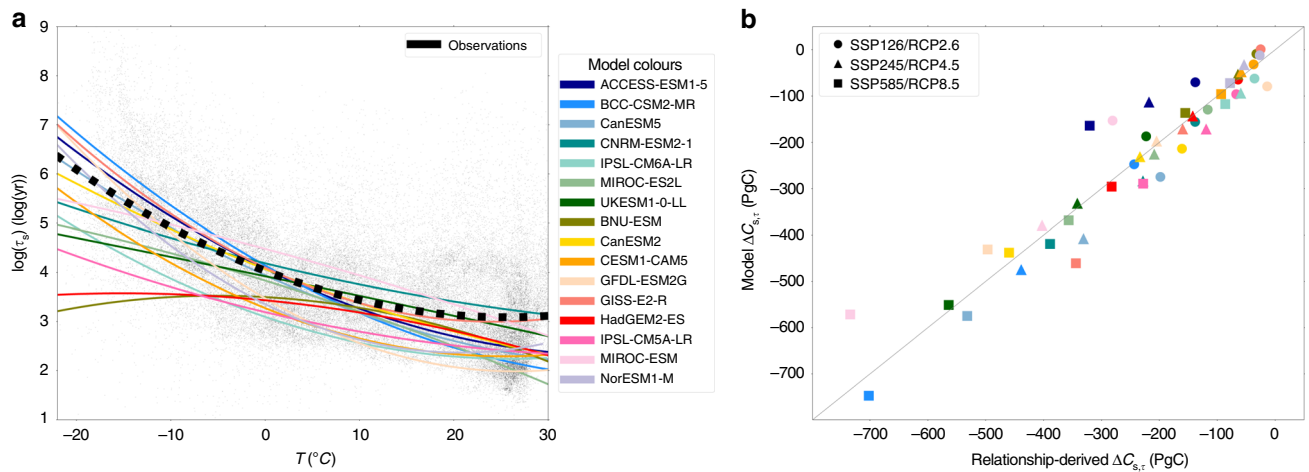 a
9
8
7
6
5
4
3
2
1
log(τs) (log(yr))
−20
−10
0
10
20
30
T (°C)
Observations
Model colours
ACCESS-ESM1-5
BCC-CSM2-MR
CanESM5
CNRM-ESM2-1
IPSL-CM6A-LR
MIROC-ES2L
UKESM1-0-LL
BNU-ESM
CanESM2
CESM1-CAM5
GFDL-ESM2G
GISS-E2-R
HadGEM2-ES
IPSL-CM5A-LR
MIROC-ESM
NorESM1-M
b
SSP126/RCP2.6
SSP245/RCP4.5
SSP585/RCP8.5
0
−100
−200
−300
−400
−500
−600
−700
Model ΔCs,τ (PgC)
−700
−600
−500
−400
−300
−200
−100
0
Relationship-derived ΔCs,τ (PgC)